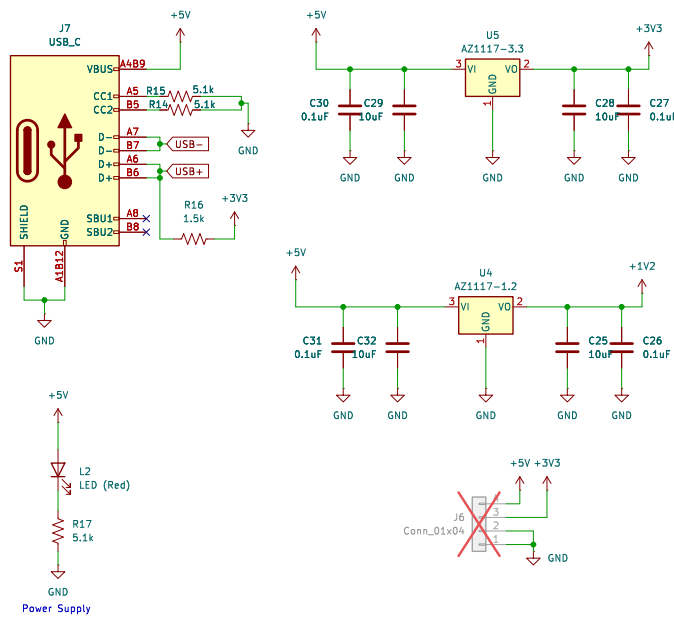 J7
USB_C
+5V
VBUS
A4B9
CC1
A5
R15
5.1k
CC2
B5
R14
5.1k
GND
D-
A7
D-
B7
USB-
D+
A6
D+
B6
USB+
R16
1.5k
+3V3
SBU1
A8
SBU2
B8
SHIELD
GND
S1
A1B12
GND
+5V
U5
AZ1117-3.3
+3V3
3
VI
VO
2
GND
1
C30
0.1uF
C29
10uF
C28
10uF
C27
0.1uF
GND
GND
GND
GND
GND
+5V
U4
AZ1117-1.2
+1V2
3
VI
VO
2
GND
1
C31
0.1uF
C32
10uF
C25
10uF
C26
0.1uF
GND
GND
GND
GND
GND
+5V
L2
LED (Red)
R17
5.1k
GND
Power Supply
+5V
+3V3
J6
Conn_01x04
4
3
2
1
GND